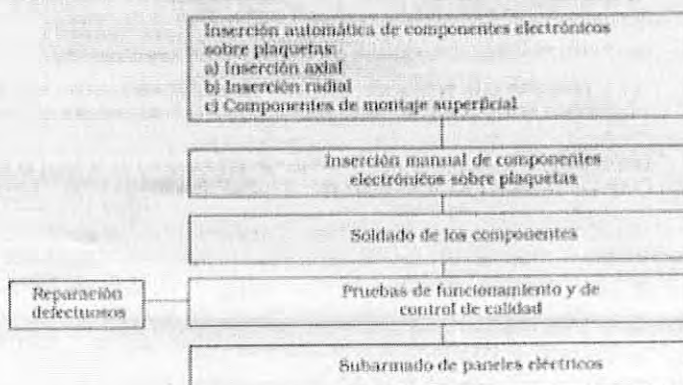 Inserción automática de componentes electrónicos
sobre plaquetas:
a) Inserción axial
b) Inserción radial
c) Componentes de montaje superficial
Inserción manual de componentes
electrónicos sobre plaquetas
Soldado de los componentes
Reparación
defectuosos
Pruebas de funcionamiento y de
control de calidad
Subarmado de paneles eléctricos